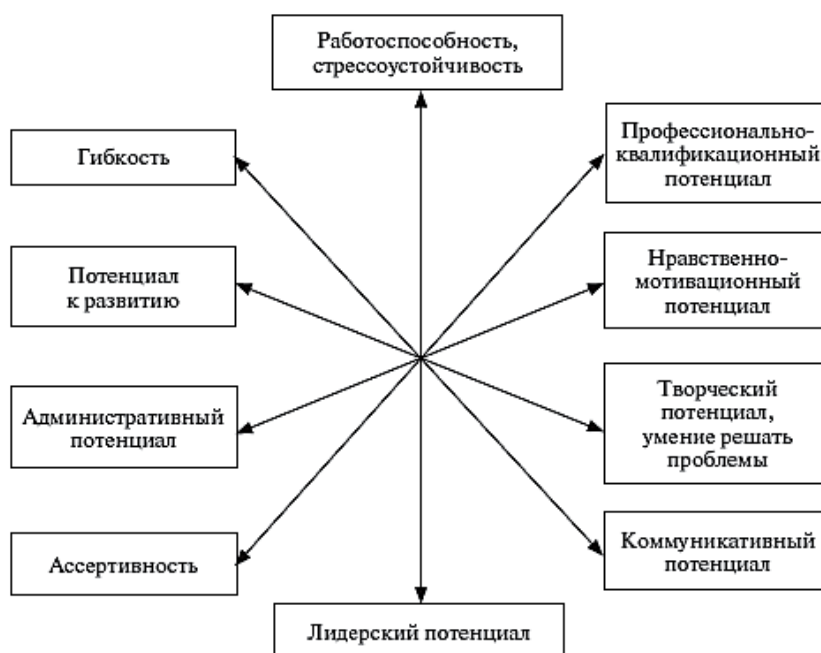 Работоспособность,
стрессоустойчивость
Гибкость
Профессионально-
квалификационный
потенциал
Потенциал
к развитию
Нравственно-
мотивационный
потенциал
Административный
потенциал
Творческий
потенциал,
умение решать
проблемы
Ассертивность
Коммуникативный
потенциал
Лидерский потенциал